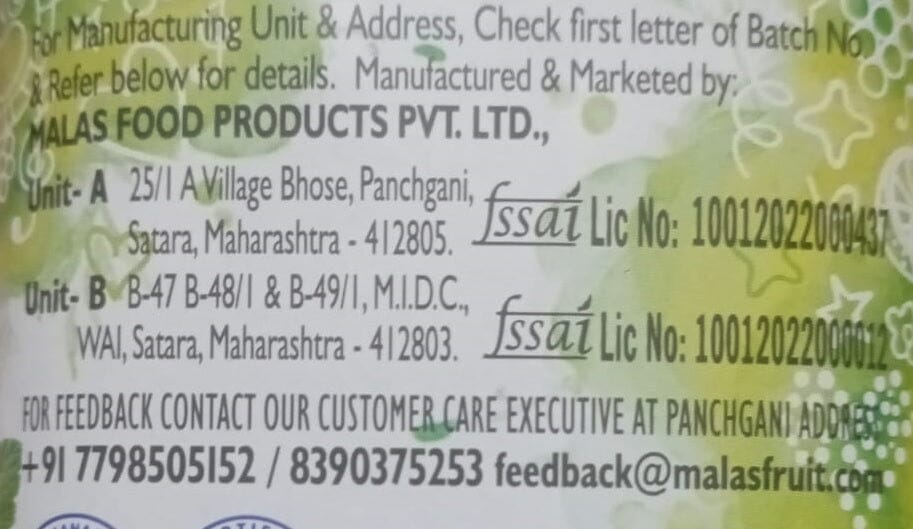 For Manufacturing Unit & Address, Check first letter of Batch No.
& Refer below for details. Manufactured & Marketed by:
MALAS FOOD PRODUCTS PVT. LTD.,
Unit- A 25/1 A Village Bhose, Panchgani,
Satara, Maharashtra - 412805. fssai Lic No: 10012022000437
Unit- B B-47 B-48/1 & B-49/1, M.I.D.C.,
WAI, Satara, Maharashtra - 412803. fssai Lic No: 10012022000012
FOR FEEDBACK CONTACT OUR CUSTOMER CARE EXECUTIVE AT PANCHGANI ADDRESS
+91 7798505152 / 8390375253 feedback@malasfruit.com